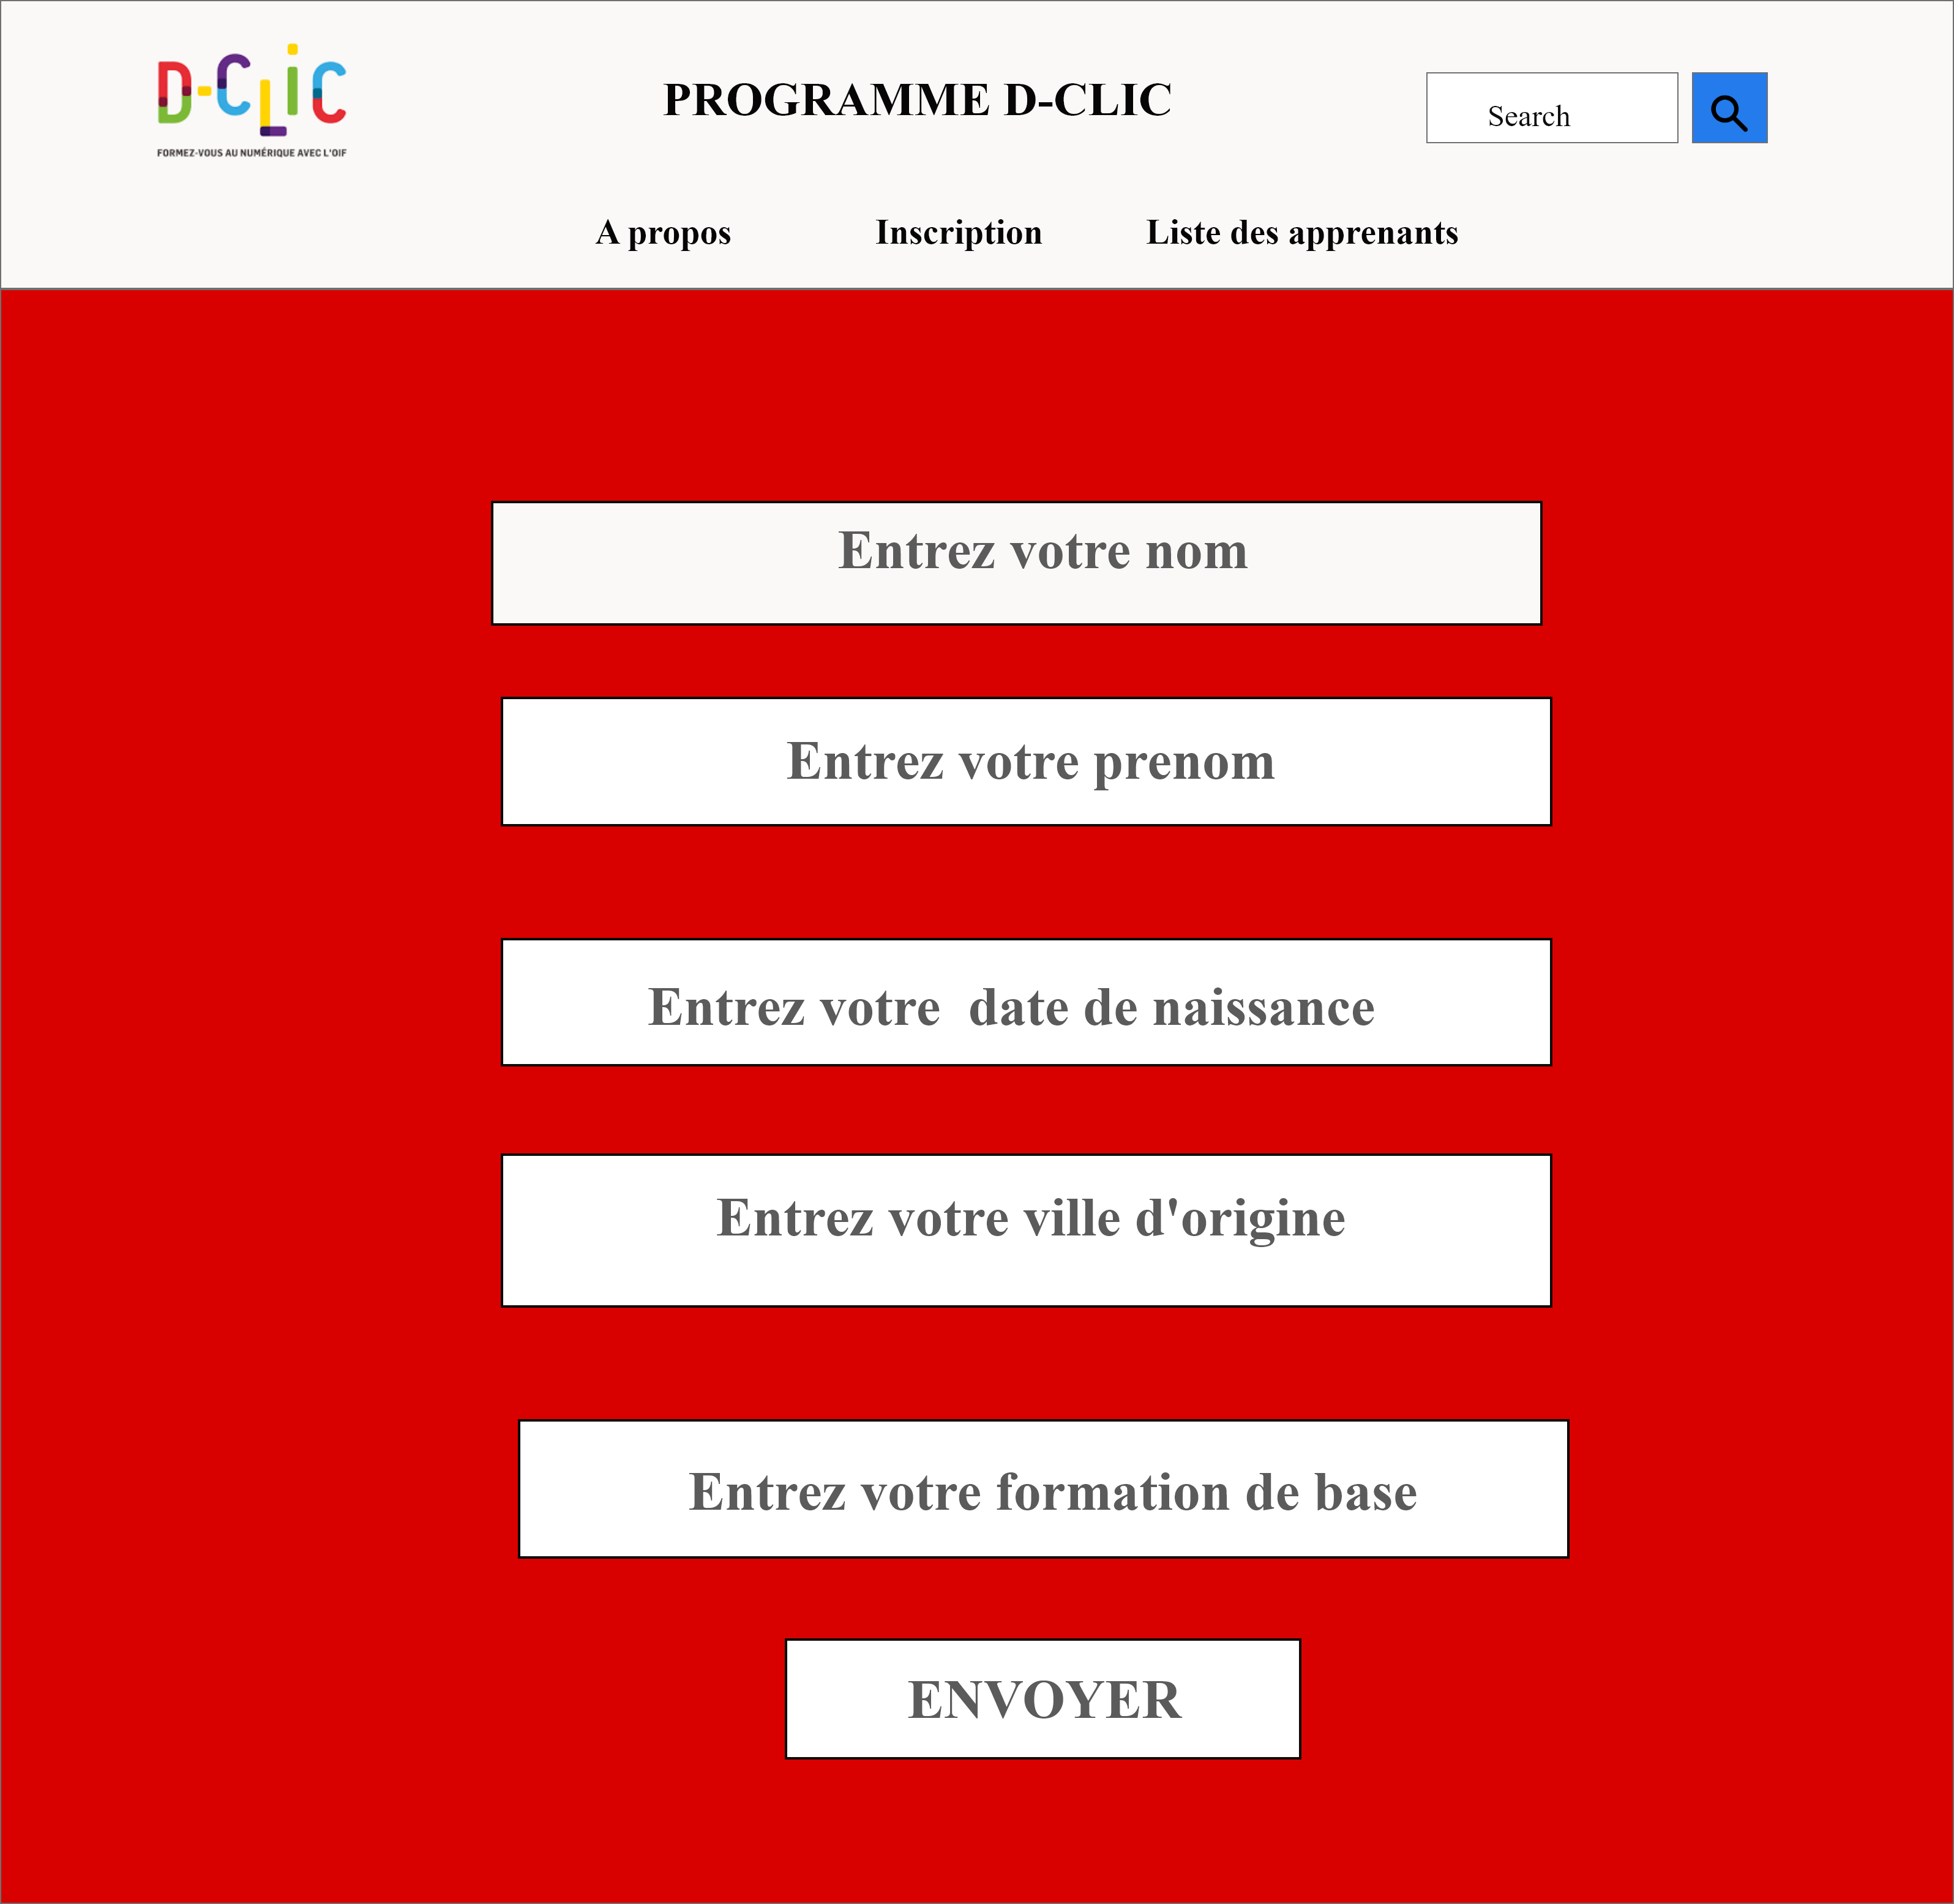 D-CLiC
FORMEZ-VOUS AU NUMÉRIQUE AVEC L'OIF
PROGRAMME D-CLIC
Search
A propos
Inscription
Liste des apprenants
Entrez votre nom
Entrez votre prenom
Entrez votre  date de naissance
Entrez votre ville d'origine
Entrez votre formation de base
ENVOYER